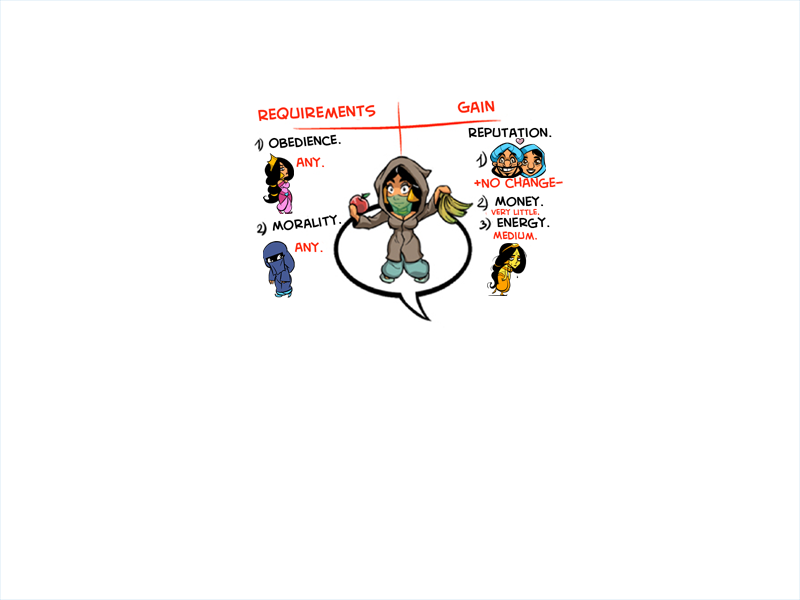 REQUIREMENTS
1) OBEDIENCE.
ANY.
2) MORALITY.
ANY.
GAIN
REPUTATION.
1)
+NO CHANGE-
2) MONEY.
VERY LITTLE.
3) ENERGY.
MEDIUM.